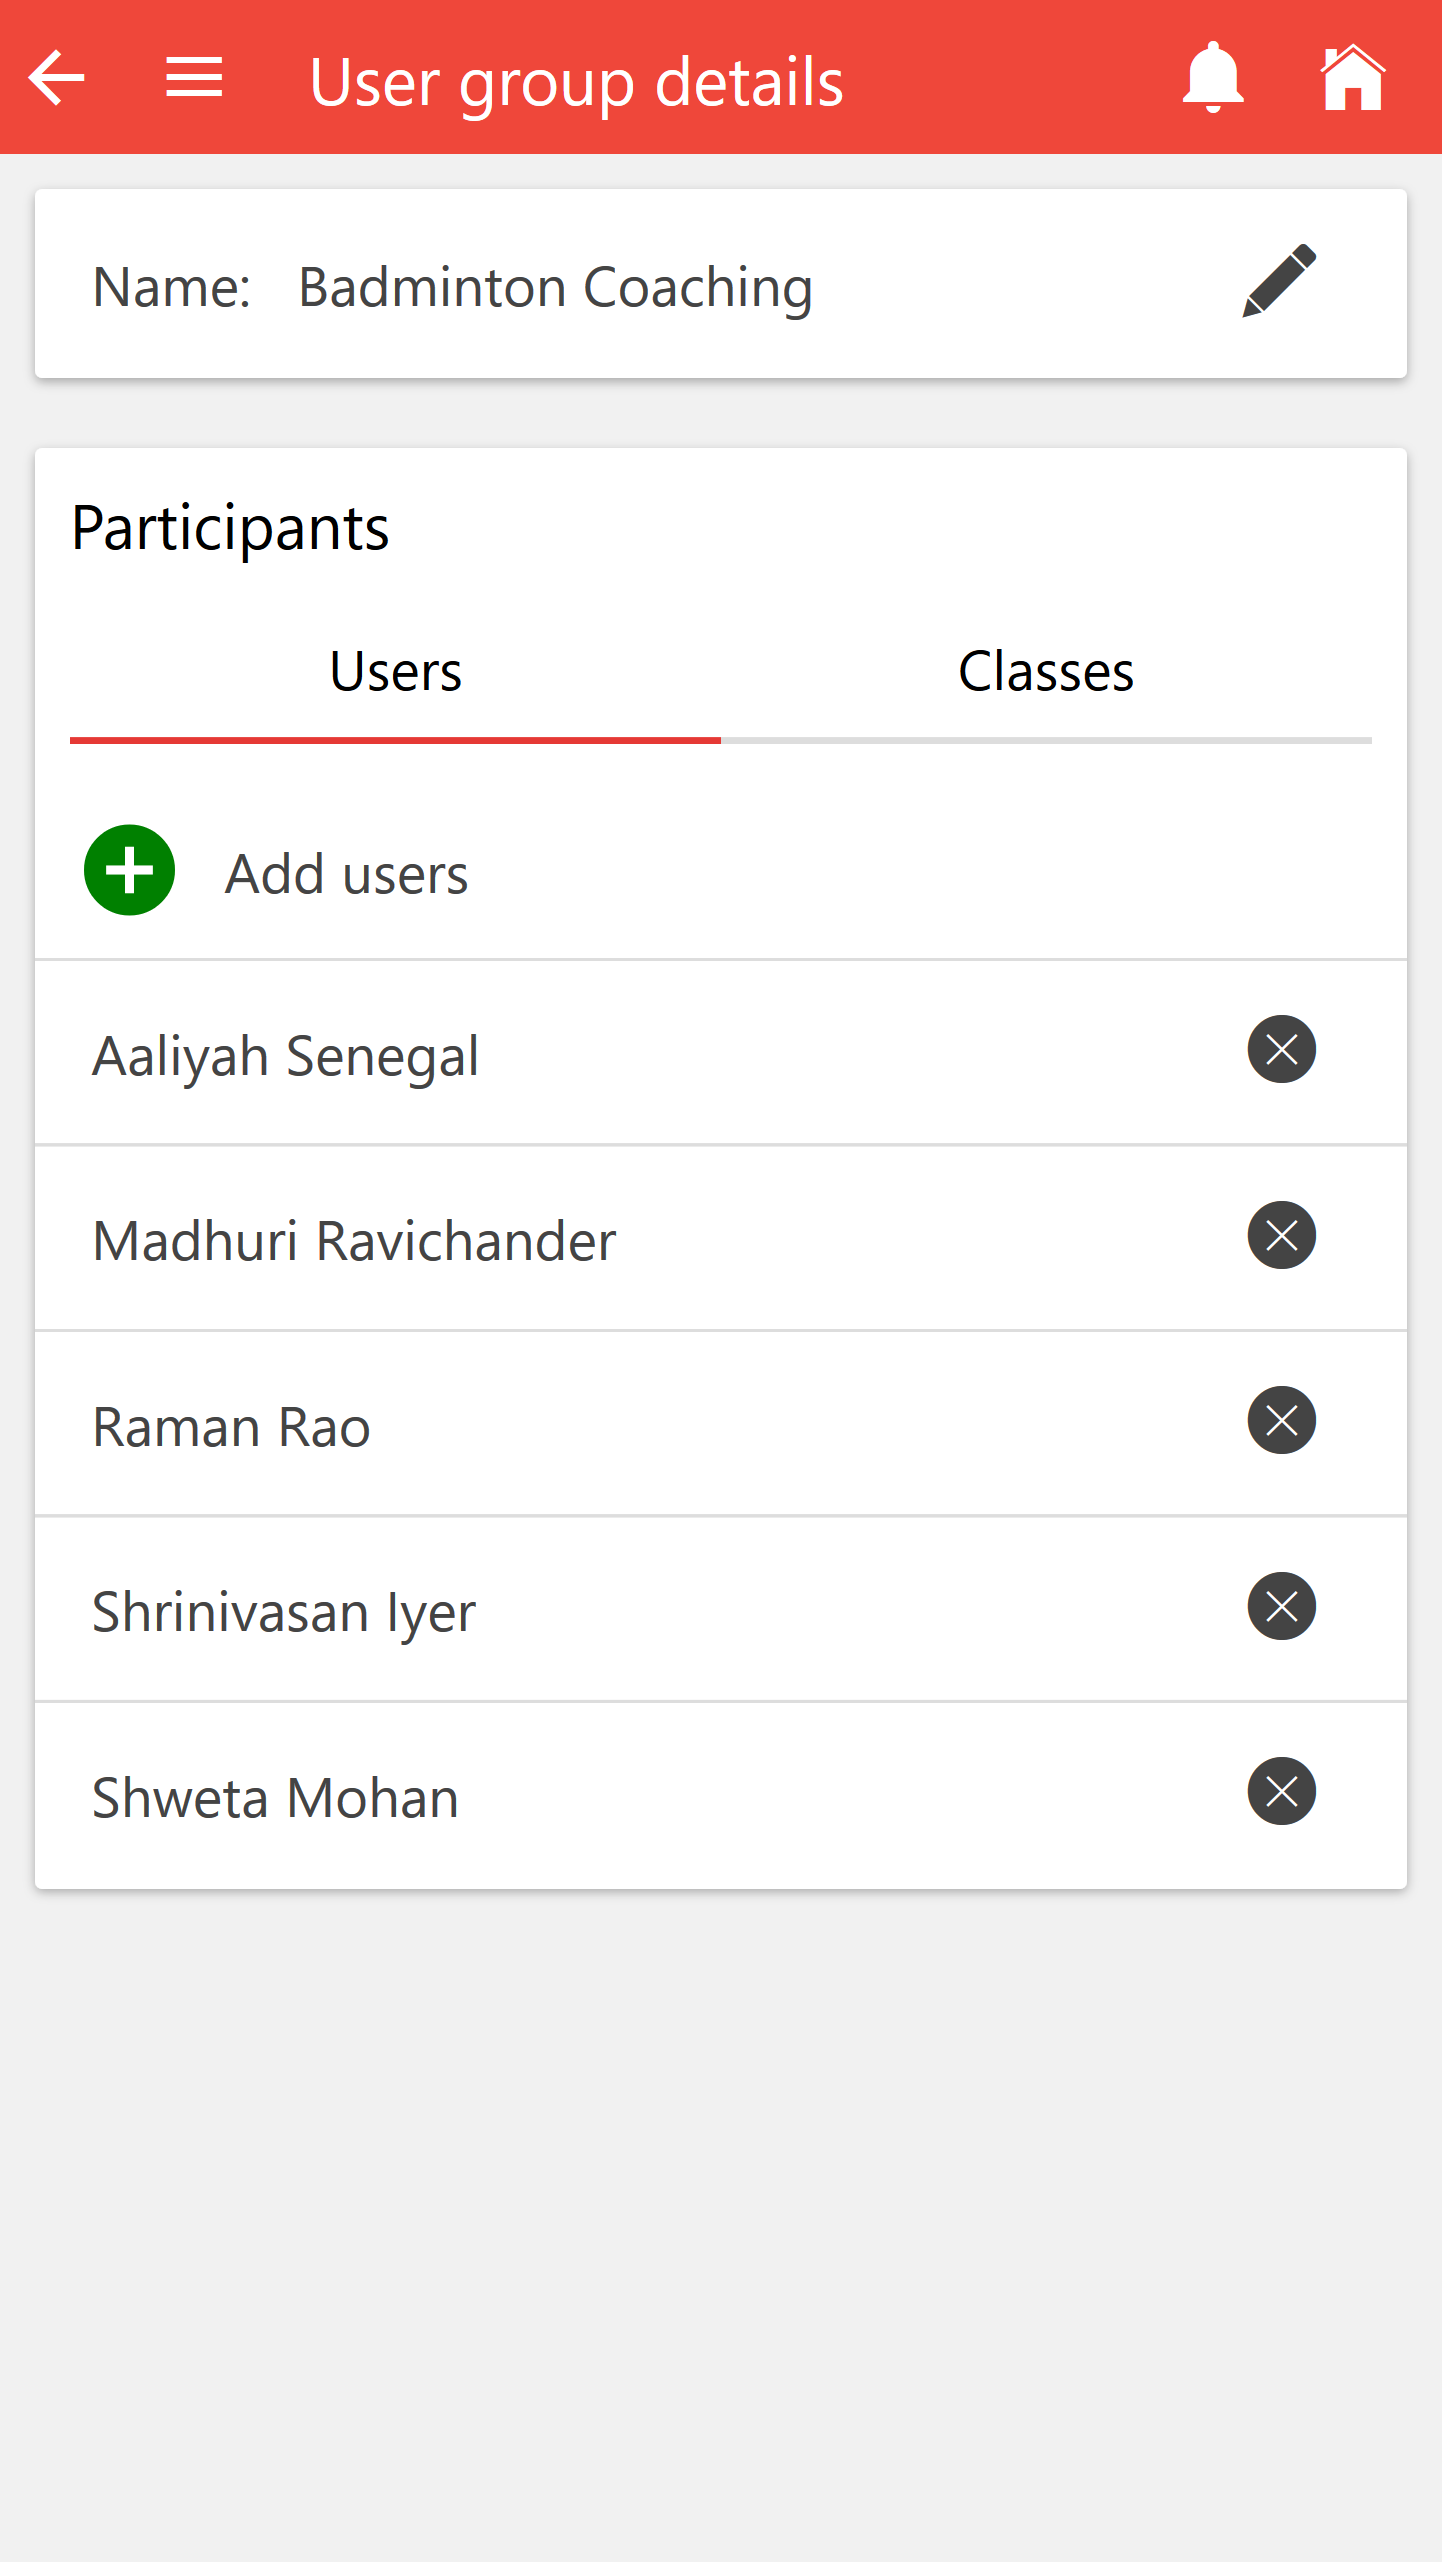 User group details
Name: Badminton Coaching
Participants
Users Classes
Add users
Aaliyah Senegal
Madhuri Ravichander
Raman Rao
Shrinivasan Iyer
Shweta Mohan